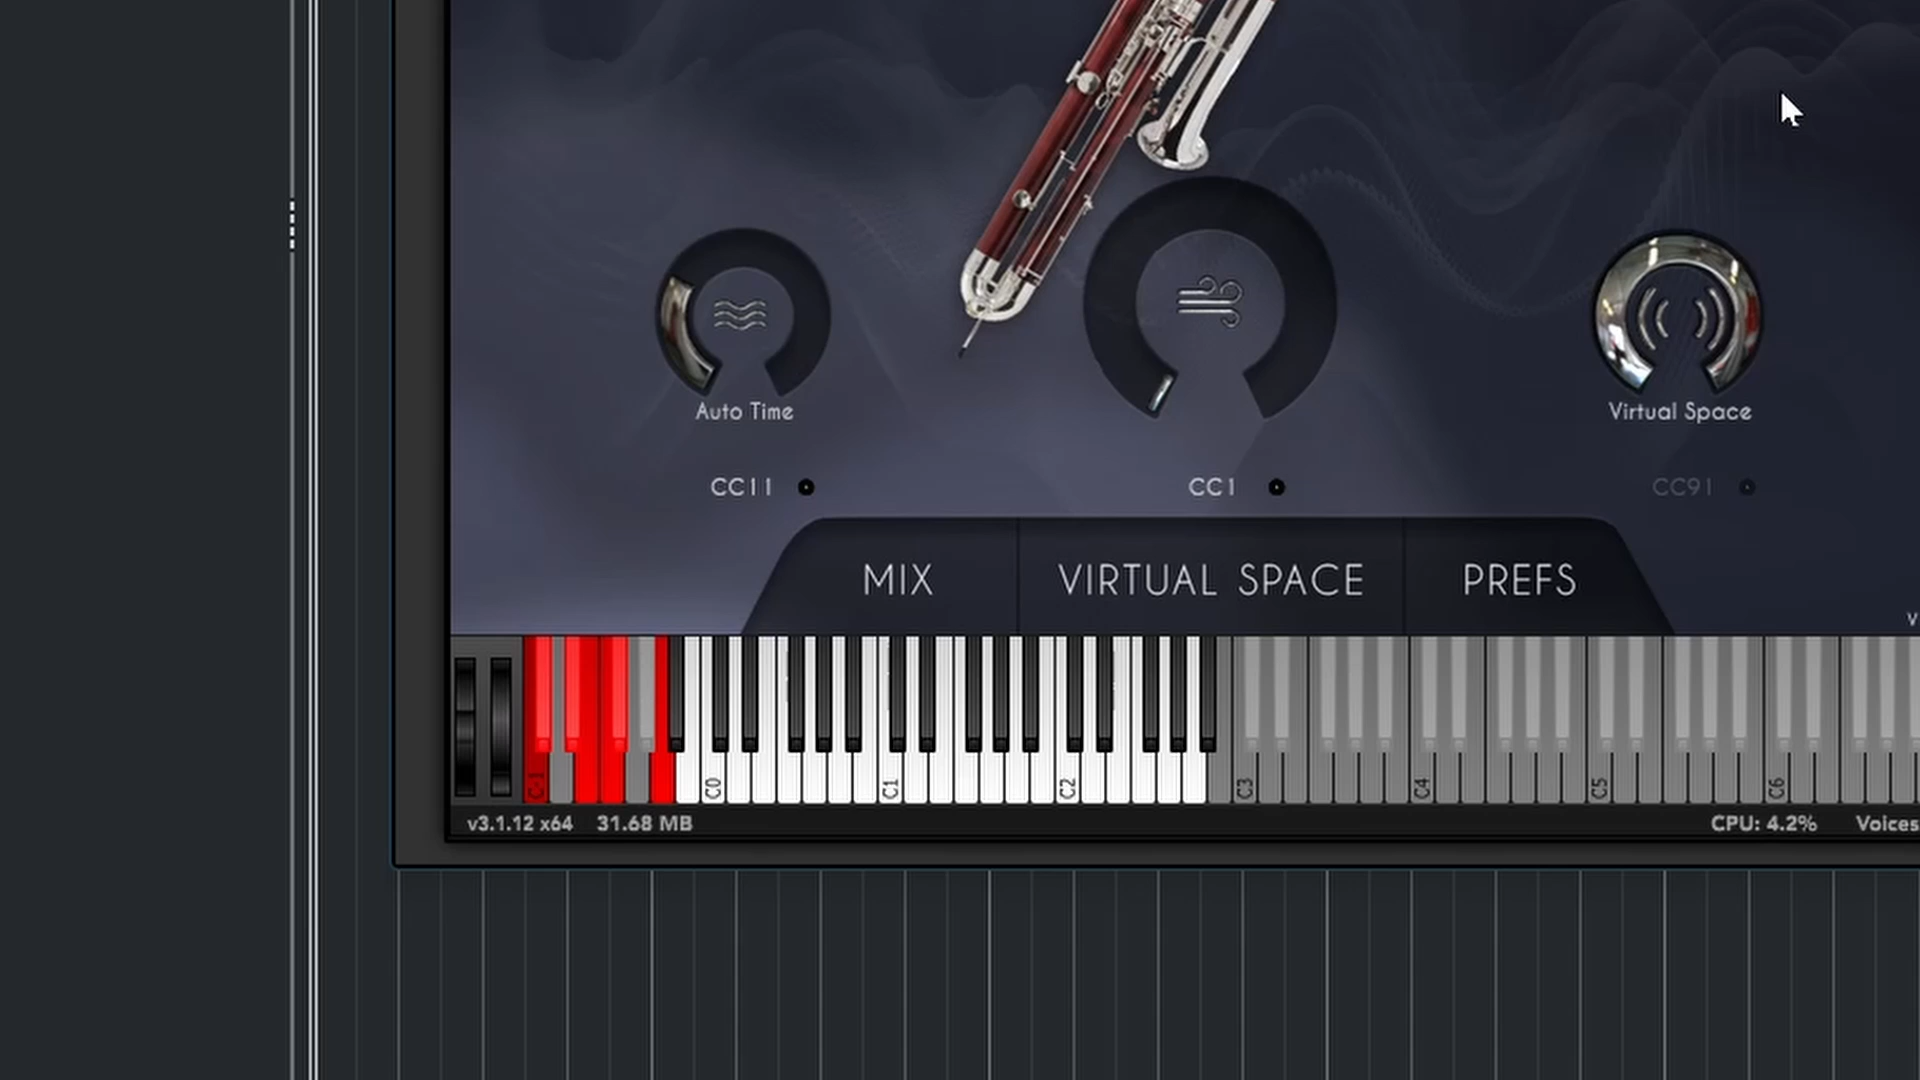 Auto Time
Virtual Space
CC11
CC1
CC91
MIX
VIRTUAL SPACE
PREFS
C-1
C0
C1
C2
C3
C4
C5
C6
v3.1.12 x64
31.68 MB
CPU: 4.2%
Voices